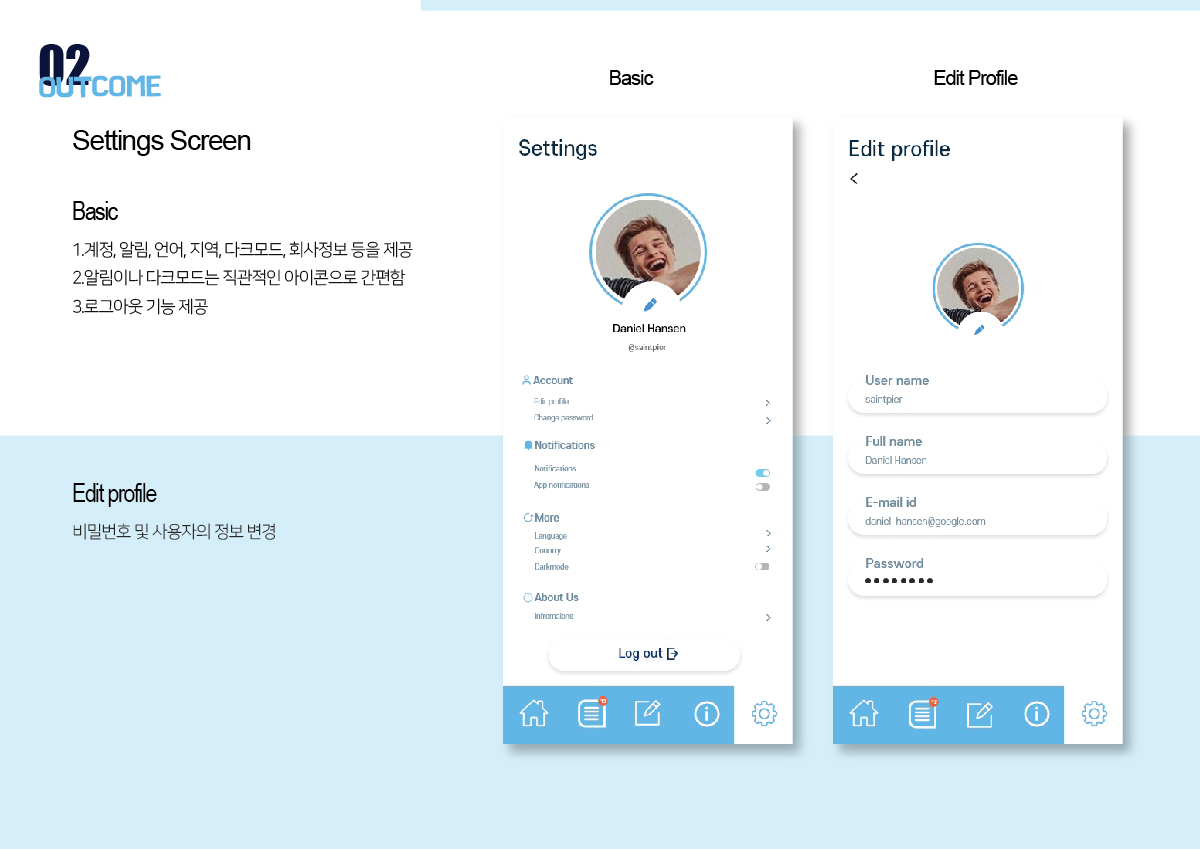 02
OUTCOME
Settings Screen
Basic
1.계정, 알림, 언어, 지역, 다크모드, 회사정보 등을 제공
2.알림이나 다크모드는 직관적인 아이콘으로 간편함
3.로그아웃 기능 제공
Edit profile
비밀번호 및 사용자의 정보 변경
Basic
Settings
Daniel Hansen
@saintpier
Account
Edit profile
Change password
Notifications
Notifications
App notifications
More
Language
Country
Darkmode
About Us
Intromaions
Log out
Edit Profile
Edit profile
User name
saintpier
Full name
Daniel Hansen
E-mail id
daniel_hansen@google.com
Password